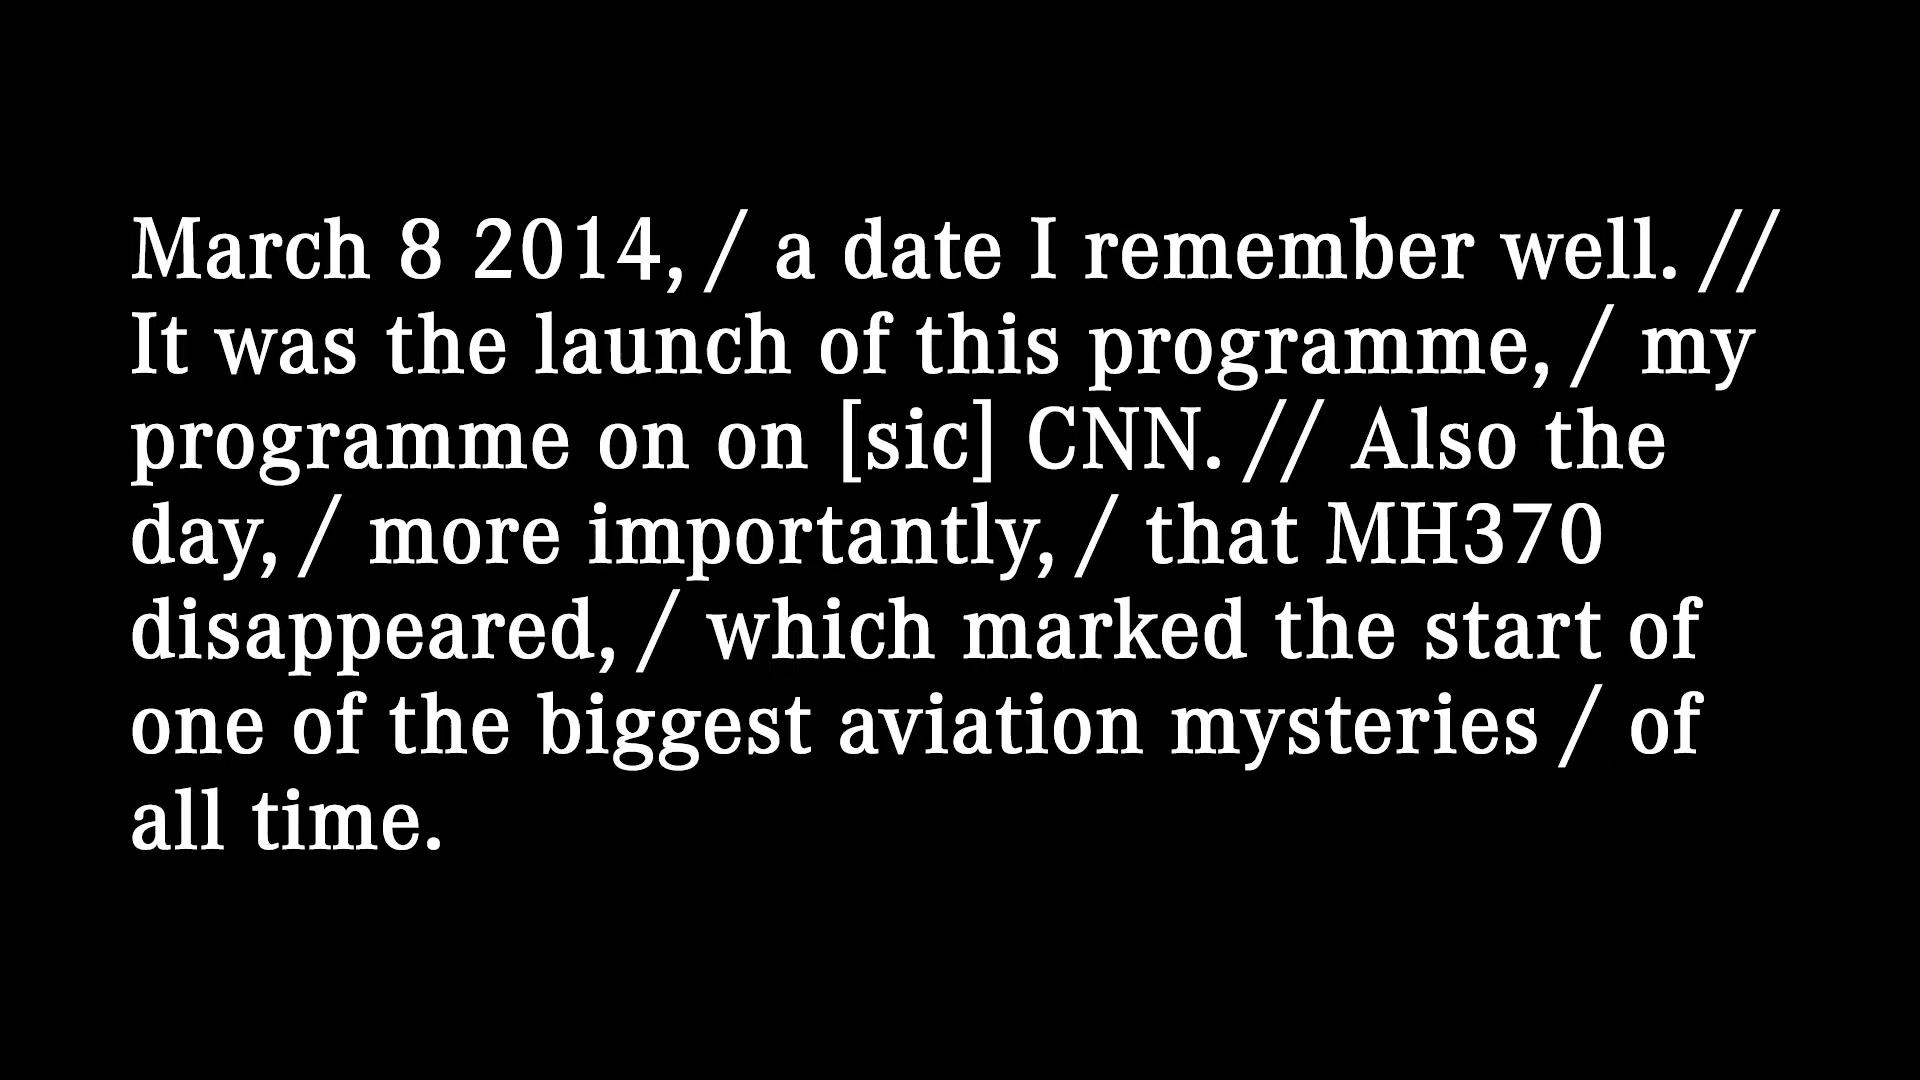 March 8 2014, / a date I remember well. //
It was the launch of this programme, / my
programme on on [sic] CNN. // Also the
day, / more importantly, / that MH370
disappeared, / which marked the start of
one of the biggest aviation mysteries / of
all time.